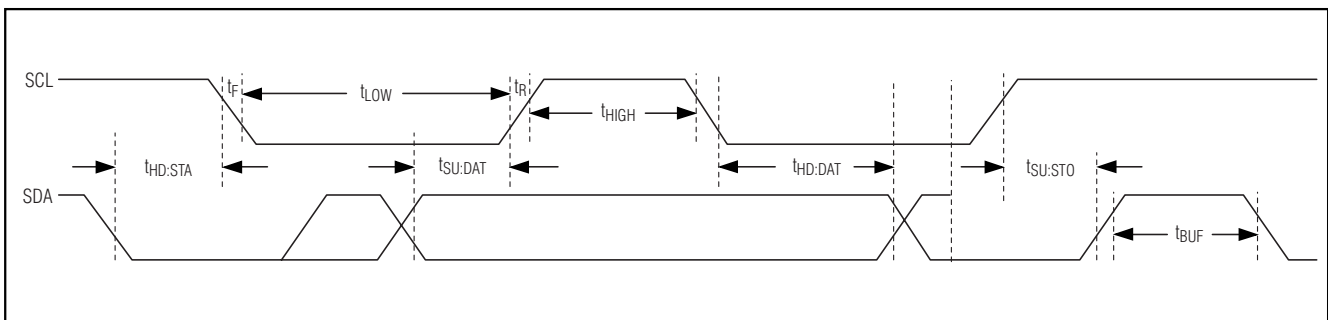 SCL
tF
tLOW
tR
tHIGH
tHD:STA
tSU:DAT
tHD:DAT
tSU:STO
SDA
tBUF